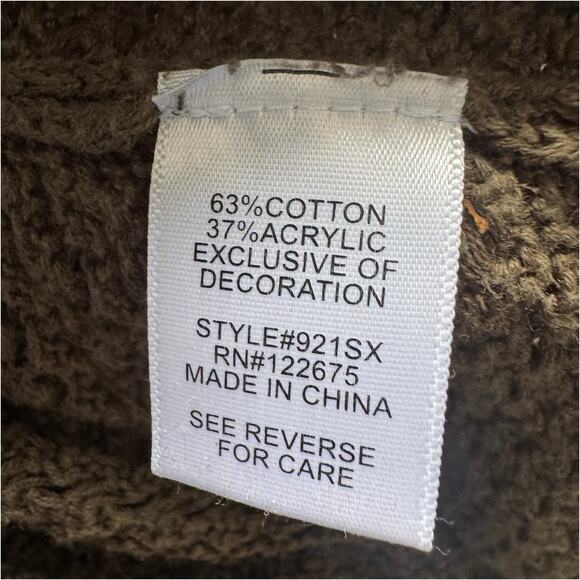 63%COTTON
37%ACRYLIC
EXCLUSIVE OF
DECORATION
STYLE#921SX
RN#122675
MADE IN CHINA
SEE REVERSE
FOR CARE